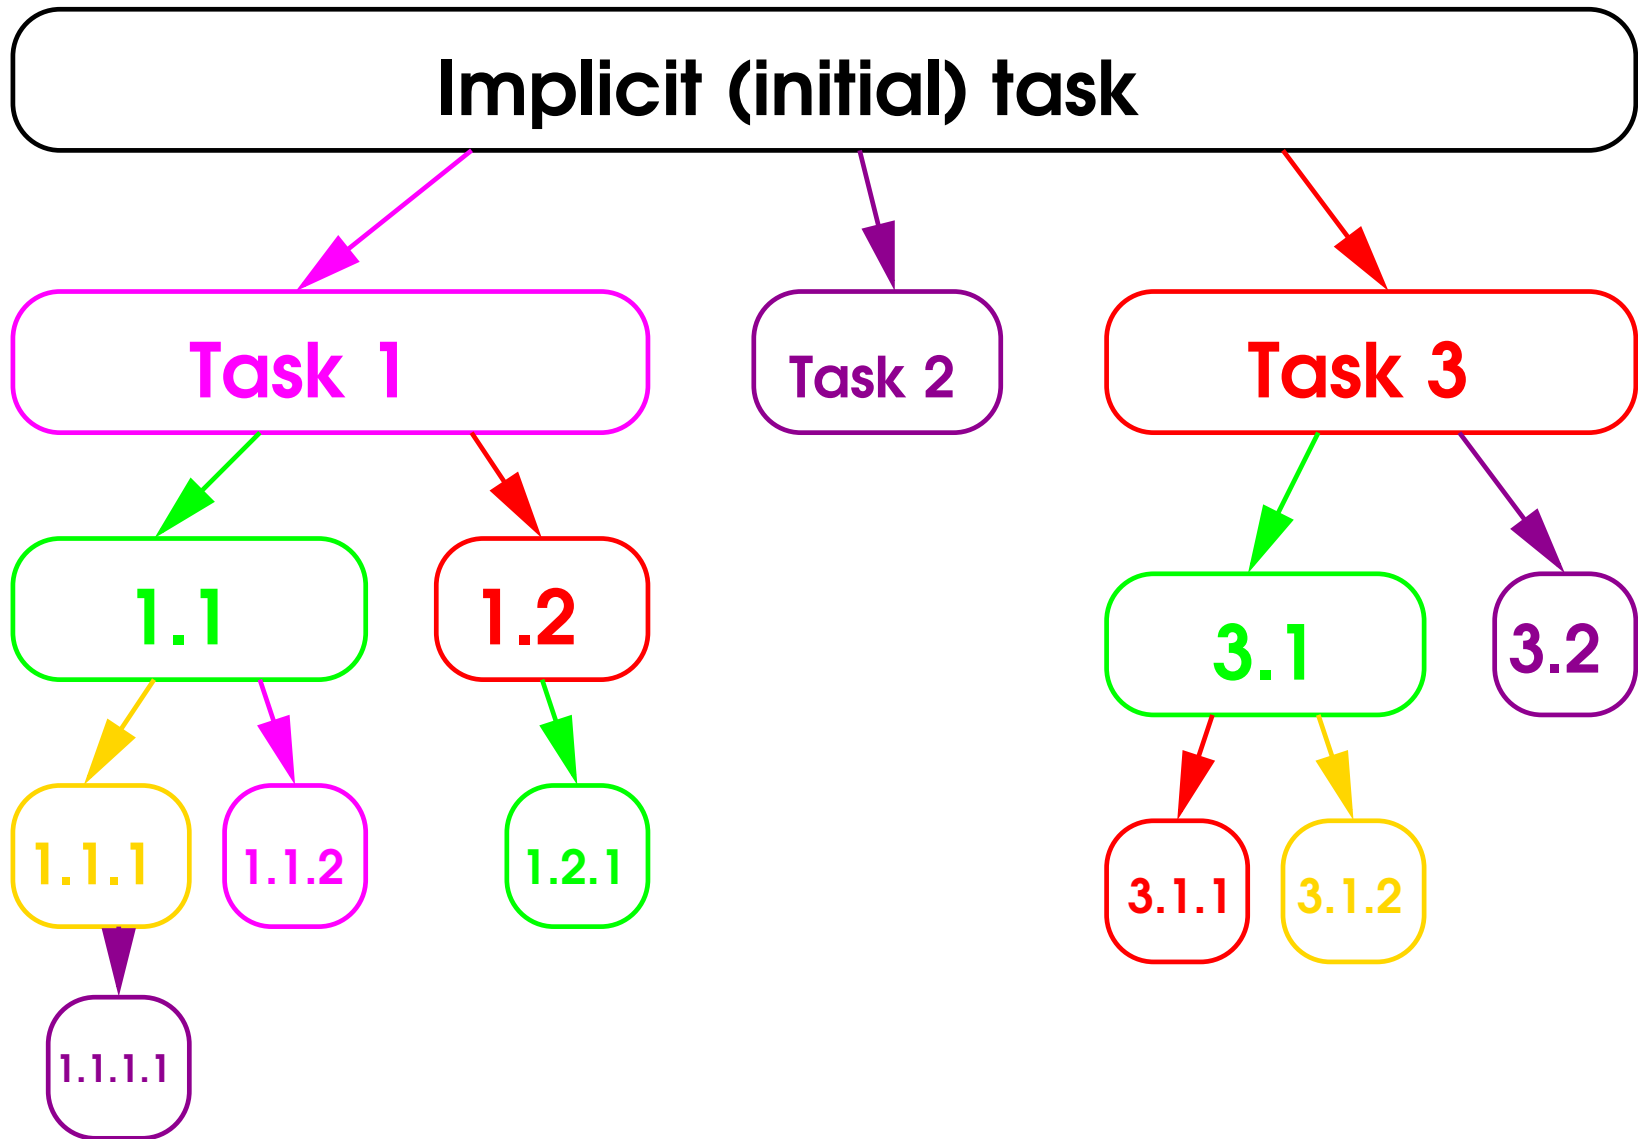 Implicit (initial) task
Task 1
Task 2
Task 3
1.1
1.2
3.1
3.2
1.1.1
1.1.2
1.2.1
3.1.1
3.1.2
1.1.1.1